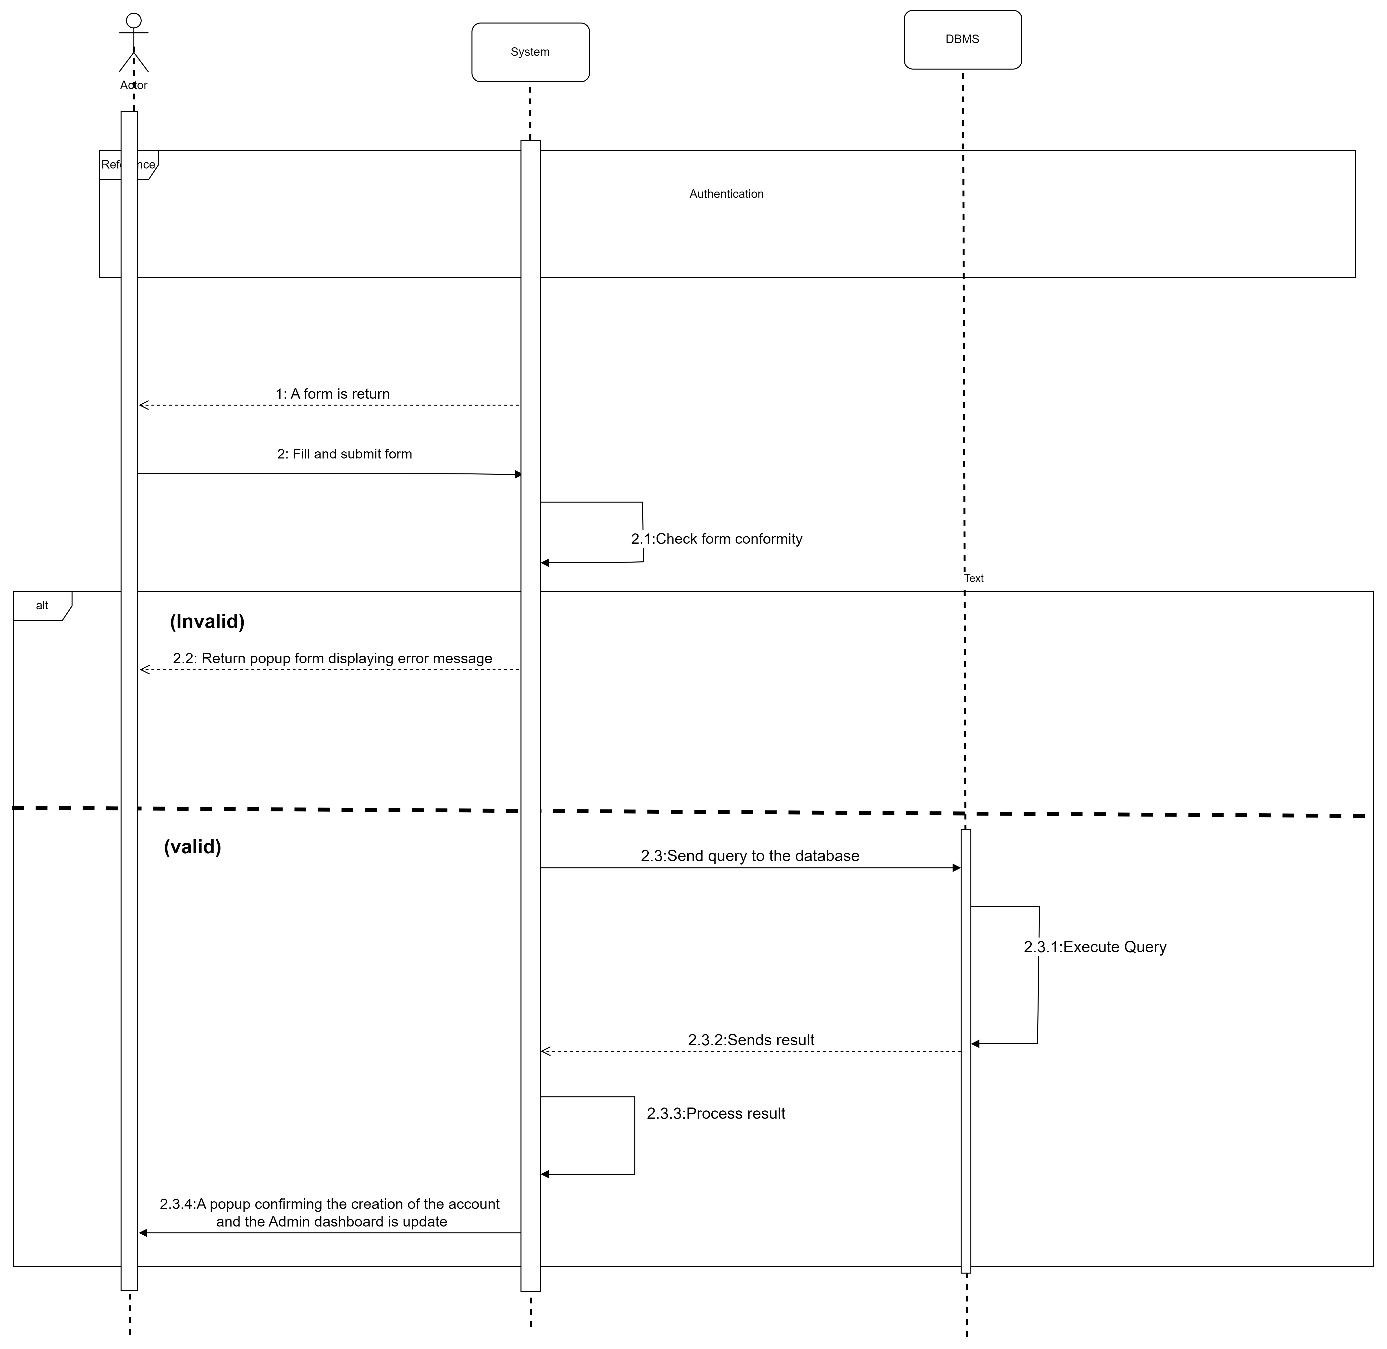 Actor
System
DBMS
Reference
Authentication
1: A form is return
2: Fill and submit form
2.1:Check form conformity
Text
alt
(Invalid)
2.2: Return popup form displaying error message
(valid)
2.3:Send query to the database
2.3.1:Execute Query
2.3.2:Sends result
2.3.3:Process result
2.3.4:A popup confirming the creation of the account
and the Admin dashboard is update